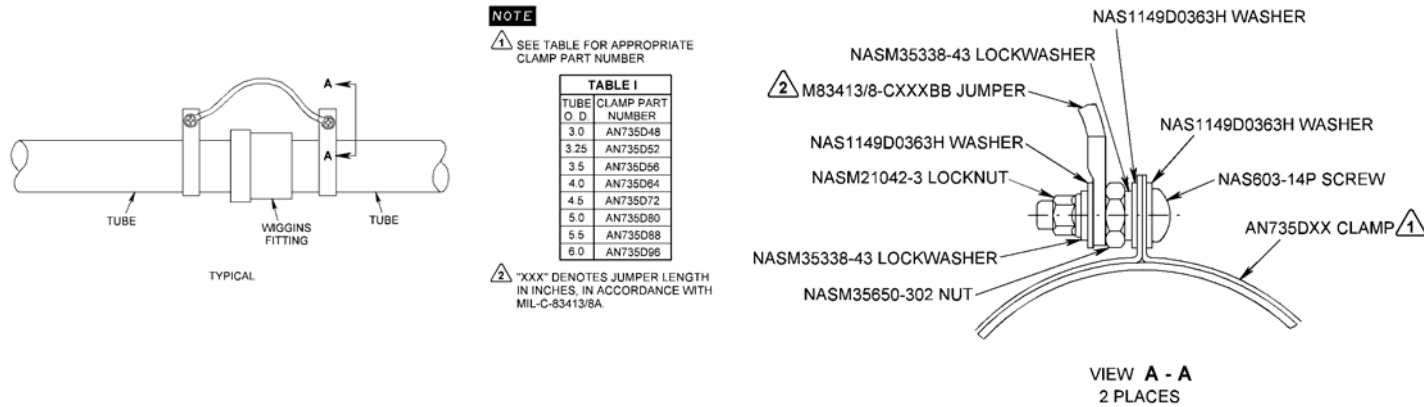 A
A
TUBE
WIGGINS
FITTING
TUBE
TYPICAL
NOTE
1 SEE TABLE FOR APPROPRIATE
CLAMP PART NUMBER
TABLE I
TUBE O. D. CLAMP PART NUMBER
3.0 AN735D48
3.25 AN735D52
3.5 AN735D56
4.0 AN735D64
4.5 AN735D72
5.0 AN735D80
5.5 AN735D88
6.0 AN735D96
2 "XXX" DENOTES JUMPER LENGTH
IN INCHES, IN ACCORDANCE WITH
MIL-C-83413/8A.
NAS1149D0363H WASHER
NASM35338-43 LOCKWASHER
2 M83413/8-CXXXBB JUMPER
NAS1149D0363H WASHER
NAS1149D0363H WASHER
NASM21042-3 LOCKNUT
NAS603-14P SCREW
AN735DXX CLAMP 1
NASM35338-43 LOCKWASHER
NASM35650-302 NUT
VIEW A - A
2 PLACES